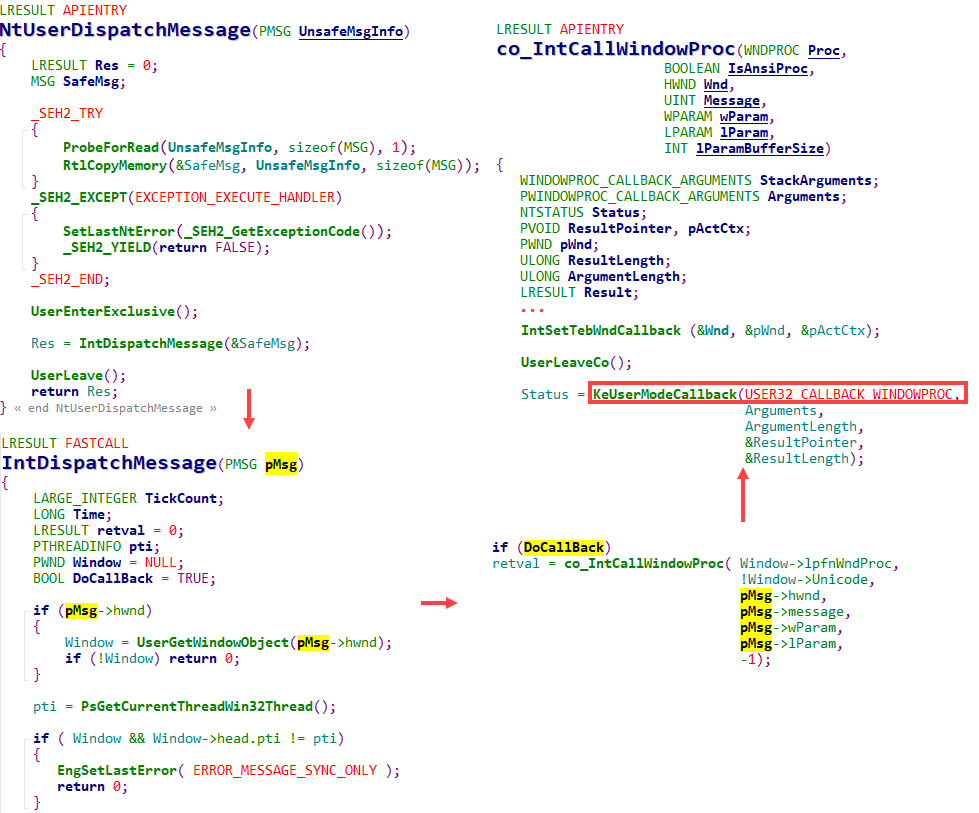 LRESULT APIENTRY
NtUserDispatchMessage(PMSG UnsafeMsgInfo)
{
LRESULT Res = 0;
MSG SafeMsg;
_SEH2_TRY
{
ProbeForRead(UnsafeMsgInfo, sizeof(MSG), 1);
RtlCopyMemory(&SafeMsg, UnsafeMsgInfo, sizeof(MSG));
}
_SEH2_EXCEPT(EXCEPTION_EXECUTE_HANDLER)
{
SetLastNtError(_SEH2_GetExceptionCode());
_SEH2_YIELD(return FALSE);
}
_SEH2_END;
UserEnterExclusive();
Res = IntDispatchMessage(&SafeMsg);
UserLeave();
return Res;
} « end NtUserDispatchMessage »
LRESULT FASTCALL
IntDispatchMessage(PMSG pMsg)
{
LARGE_INTEGER TickCount;
LONG Time;
LRESULT retval = 0;
PTHREADINFO pti;
PWND Window = NULL;
BOOL DoCallBack = TRUE;
if (pMsg->hwnd)
{
Window = UserGetWindowObject(pMsg->hwnd);
if (!Window) return 0;
}
pti = PsGetCurrentThreadWin32Thread();
if ( Window && Window->head.pti != pti)
{
EngSetLastError( ERROR_MESSAGE_SYNC_ONLY );
return 0;
}
LRESULT APIENTRY
co_IntCallWindowProc(WNDPROC Proc,
BOOLEAN IsAnsiProc,
HWND Wnd,
UINT Message,
WPARAM wParam,
LPARAM lParam,
INT lParamBufferSize)
{
WINDOWPROC_CALLBACK_ARGUMENTS StackArguments;
PWINDOWPROC_CALLBACK_ARGUMENTS Arguments;
NTSTATUS Status;
PVOID ResultPointer, pActCtx;
PWND pWnd;
ULONG ResultLength;
ULONG ArgumentLength;
LRESULT Result;
...
IntSetTebWndCallback (&Wnd, &pWnd, &pActCtx);
UserLeaveCo();
Status = KeUserModeCallback(USER32_CALLBACK_WINDOWPROC,
Arguments,
ArgumentLength,
&ResultPointer,
&ResultLength);
if (DoCallBack)
retval = co_IntCallWindowProc( Window->lpfnWndProc,
!Window->Unicode,
pMsg->hwnd,
pMsg->message,
pMsg->wParam,
pMsg->lParam,
-1);